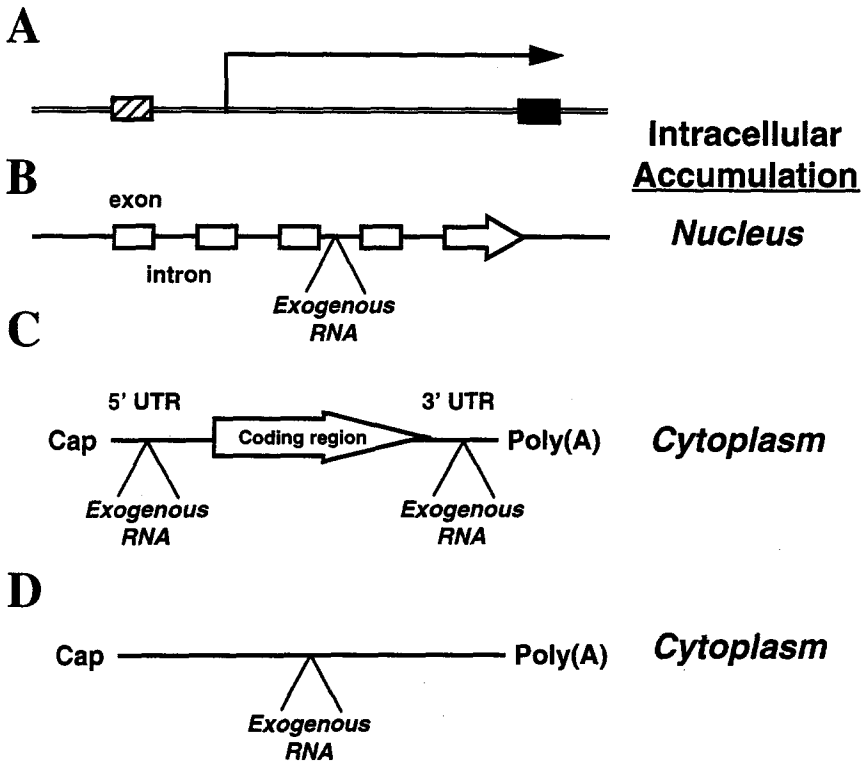 A
Intracellular
Accumulation
B
exon
Nucleus
intron
Exogenous
RNA
C
5' UTR
3' UTR
Cap
Coding region
Poly(A)
Cytoplasm
Exogenous
RNA
Exogenous
RNA
D
Cap
Poly(A)
Cytoplasm
Exogenous
RNA